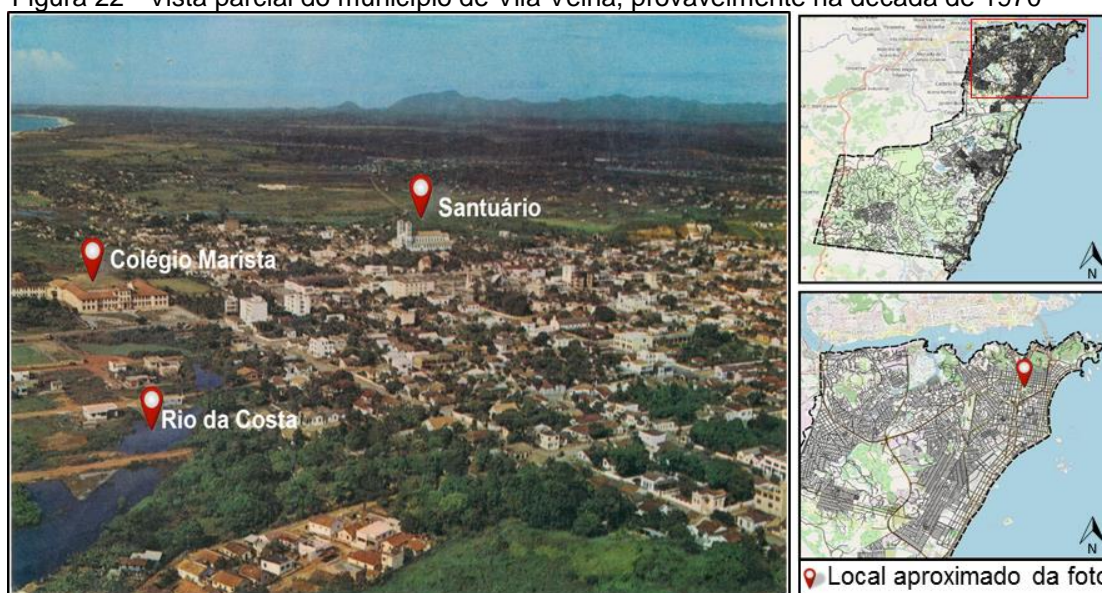 Figura 22 - Vista parcial do município de Vila Velha, provavelmente na década de 1970
Santuário
Colégio Marista
Rio da Costa
N
N
Local aproximado da foto